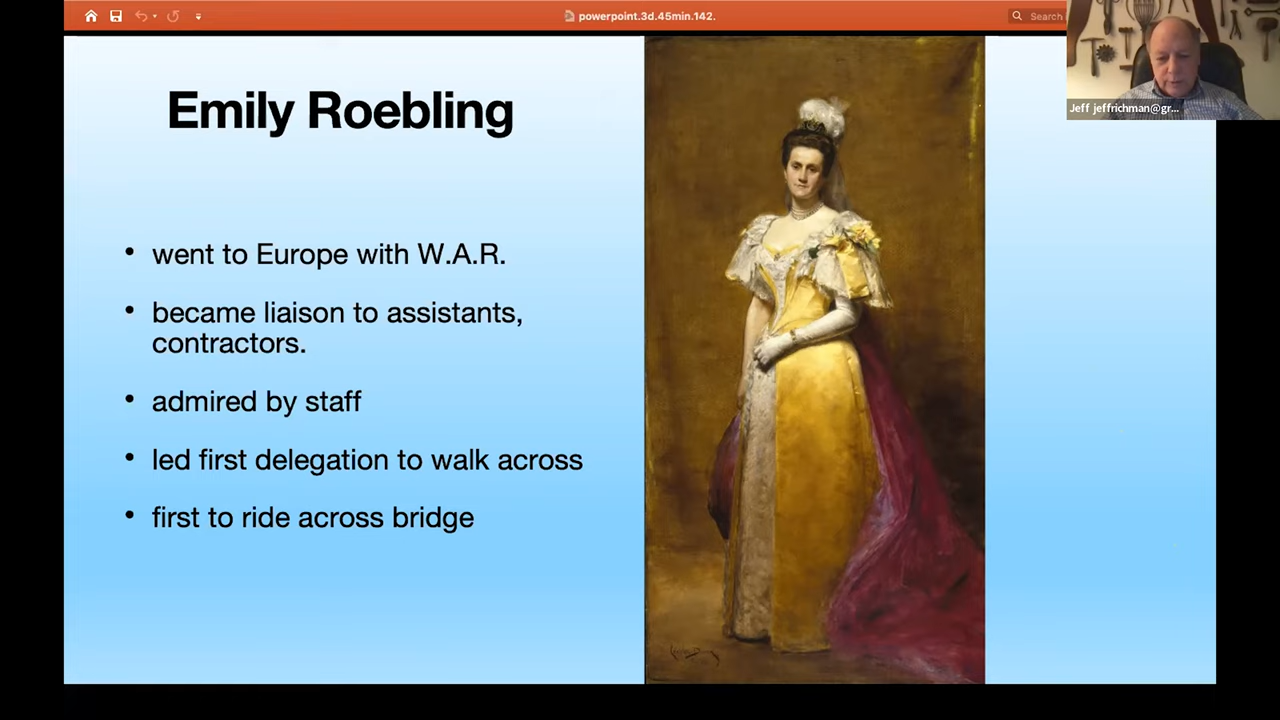 powerpoint.3d.45min.142.
Search
Jeff jeffrichman@gr...
Emily Roebling
• went to Europe with W.A.R.
• became liaison to assistants,
contractors.
• admired by staff
• led first delegation to walk across
• first to ride across bridge